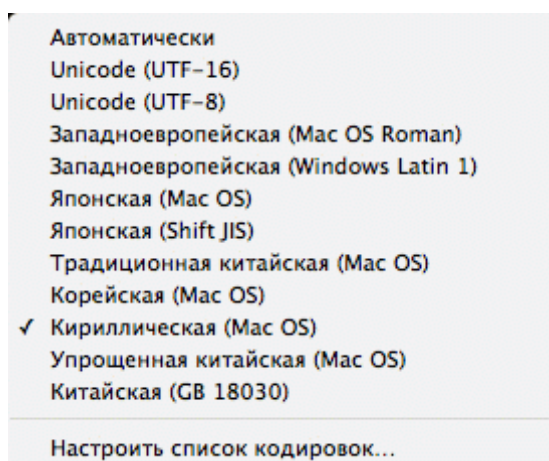 Автоматически
Unicode (UTF-16)
Unicode (UTF-8)
Западноевропейская (Mac OS Roman)
Западноевропейская (Windows Latin 1)
Японская (Mac OS)
Японская (Shift JIS)
Традиционная китайская (Mac OS)
Корейская (Mac OS)
✓ Кириллическая (Mac OS)
Упрощенная китайская (Mac OS)
Китайская (GB 18030)
Настроить список кодировок...